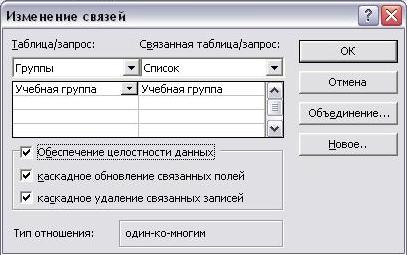 Изменение связей
Таблица/запрос: Связанная таблица/запрос:
Группы Список
Учебная группа Учебная группа
Обеспечение целостности данных
каскадное обновление связанных полей
каскадное удаление связанных записей
Тип отношения: один-ко-многим
ОК
Отмена
Объединение...
Новое..